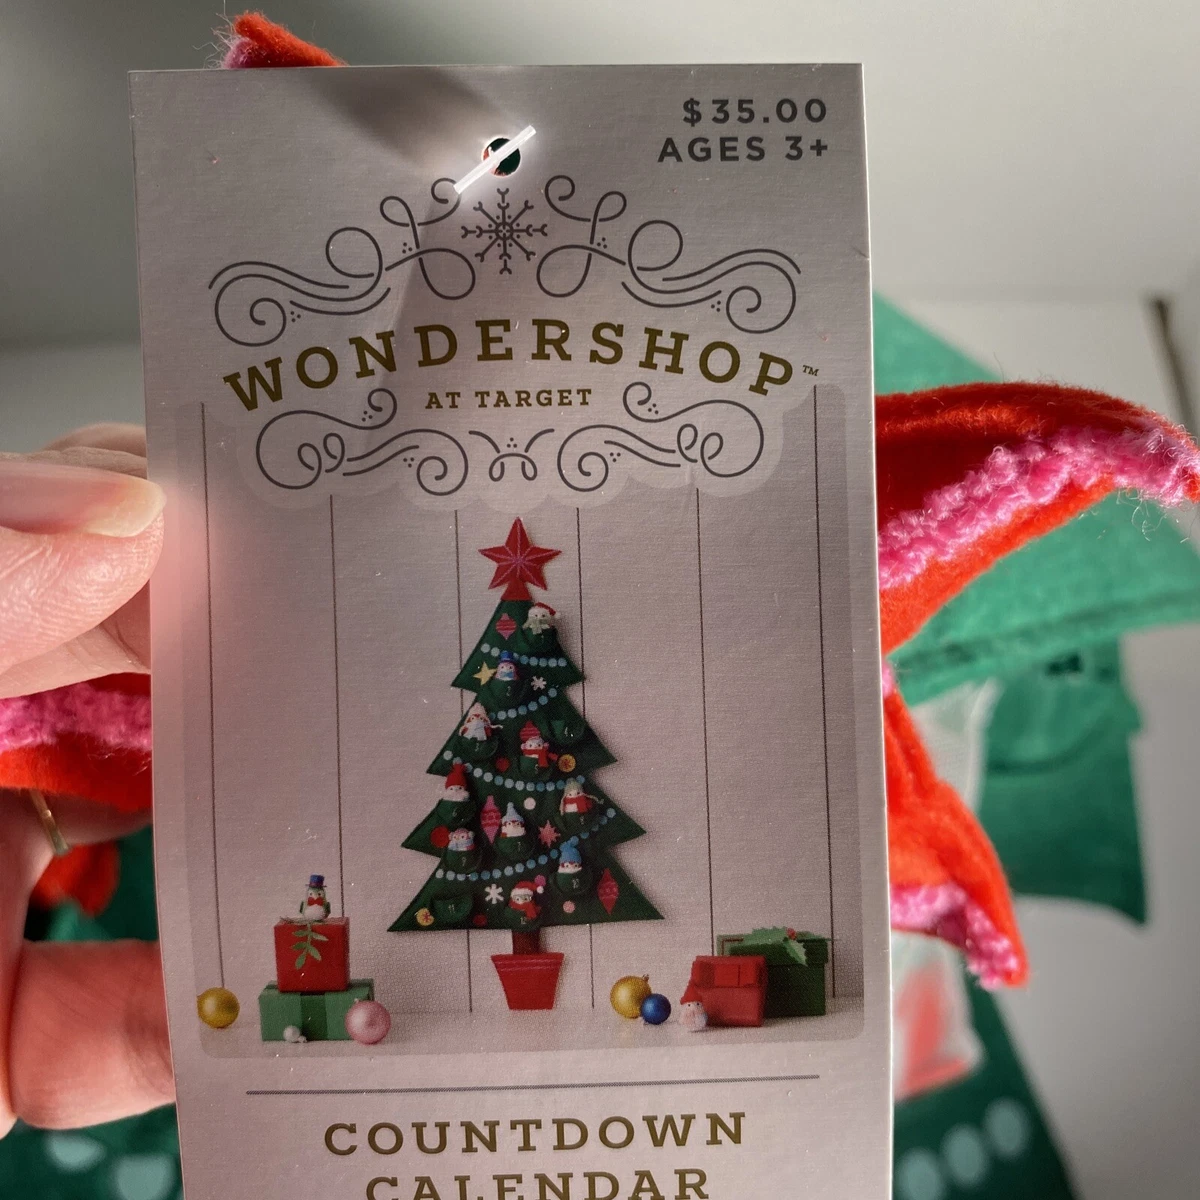 $35.00
AGES 3+
WONDERSHOP™
AT TARGET
COUNTDOWN
CALENDAR